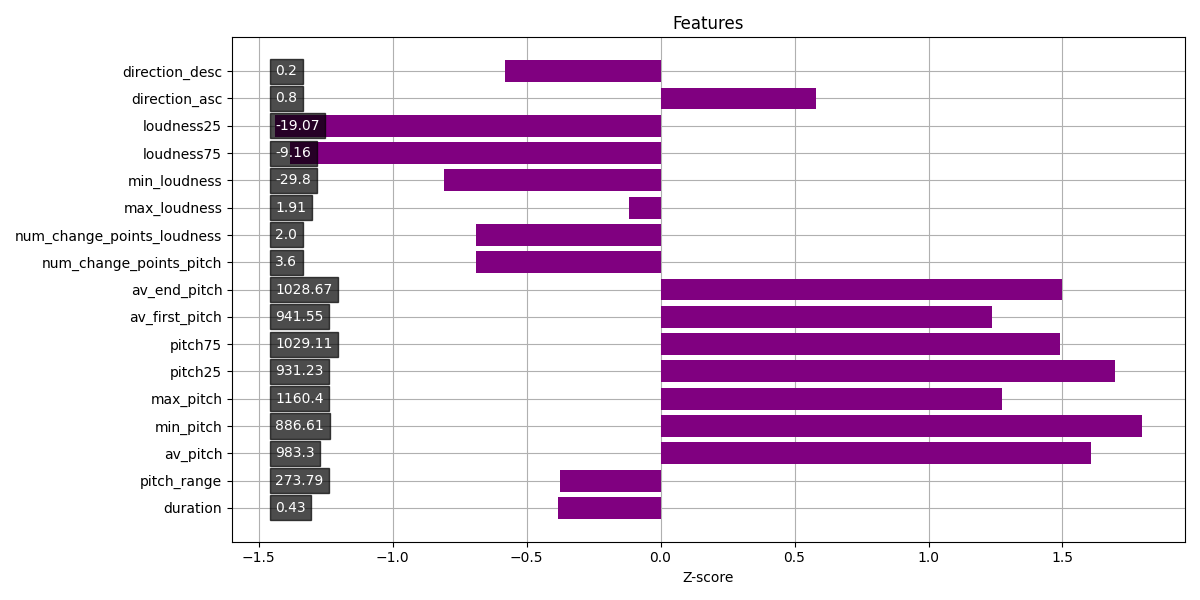 Features
direction_desc 0.2
direction_asc 0.8
loudness25 -19.07
loudness75 -9.16
min_loudness -29.8
max_loudness 1.91
num_change_points_loudness 2.0
num_change_points_pitch 3.6
av_end_pitch 1028.67
av_first_pitch 941.55
pitch75 1029.11
pitch25 931.23
max_pitch 1160.4
min_pitch 886.61
av_pitch 983.3
pitch_range 273.79
duration 0.43
−1.5 −1.0 −0.5 0.0 0.5 1.0 1.5
Z-score